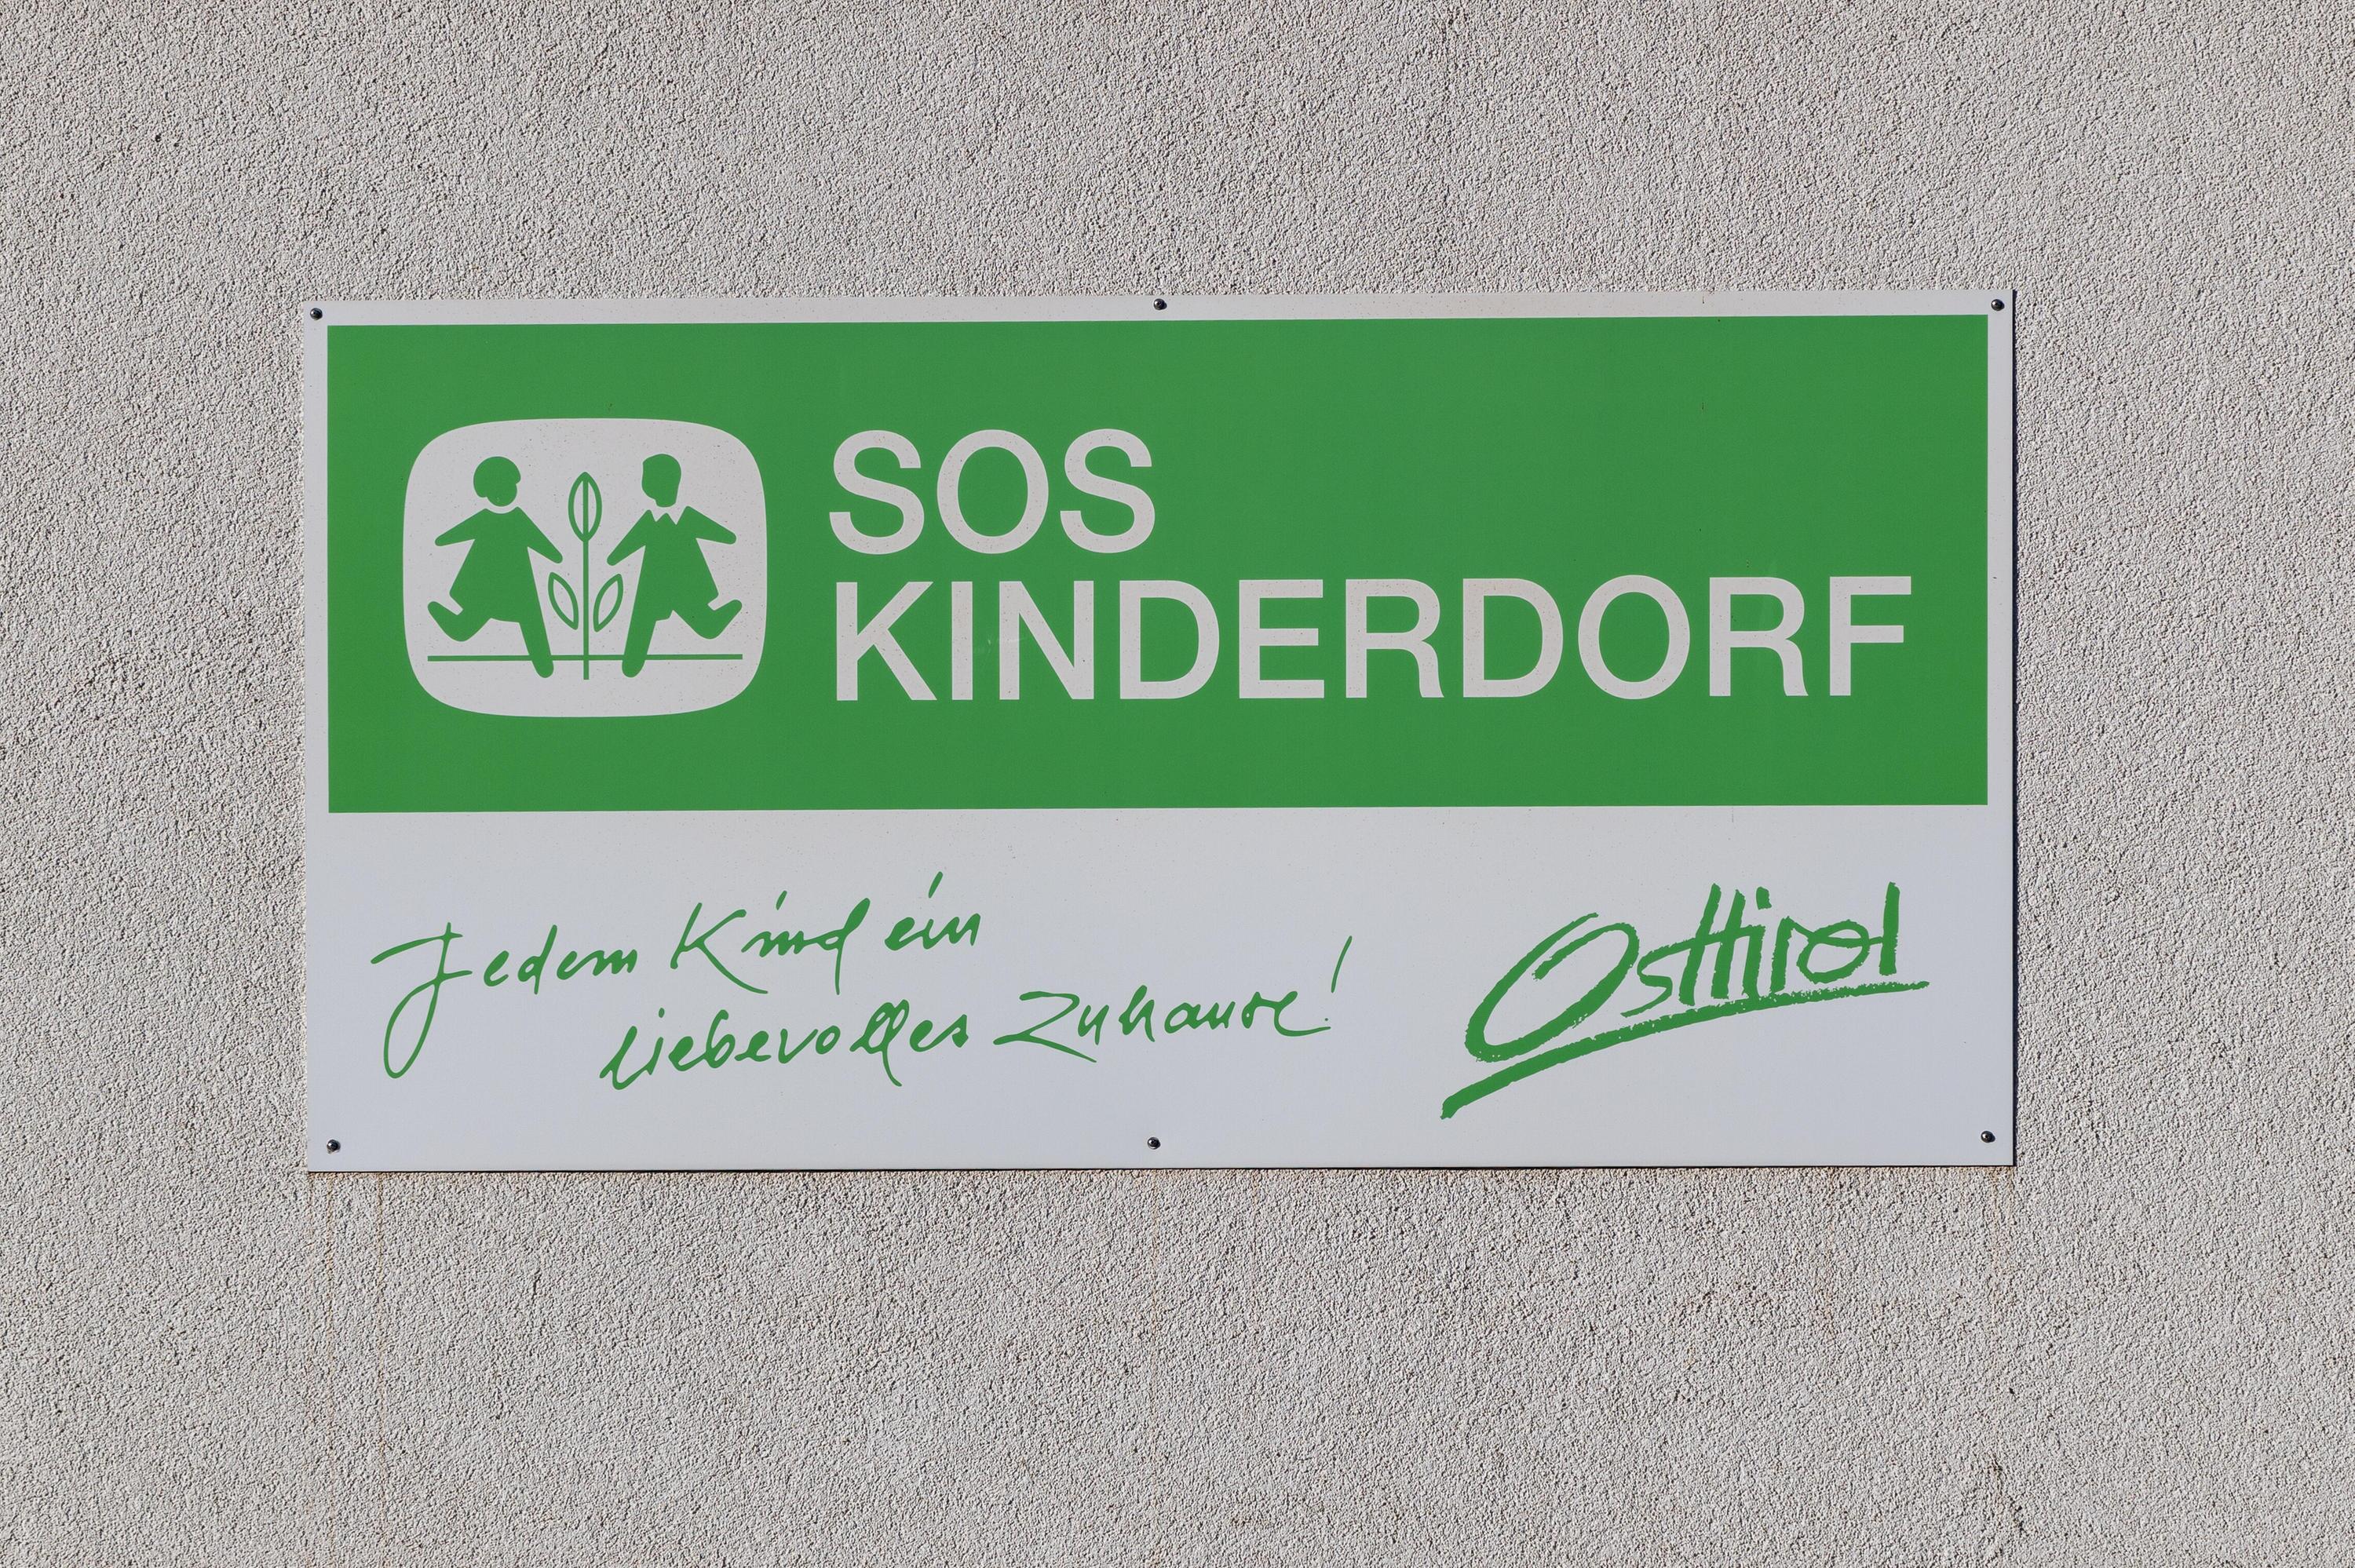 SOS
KINDERDORF
Jedem Kind ein
liebevolles Zuhause!
Osttirol